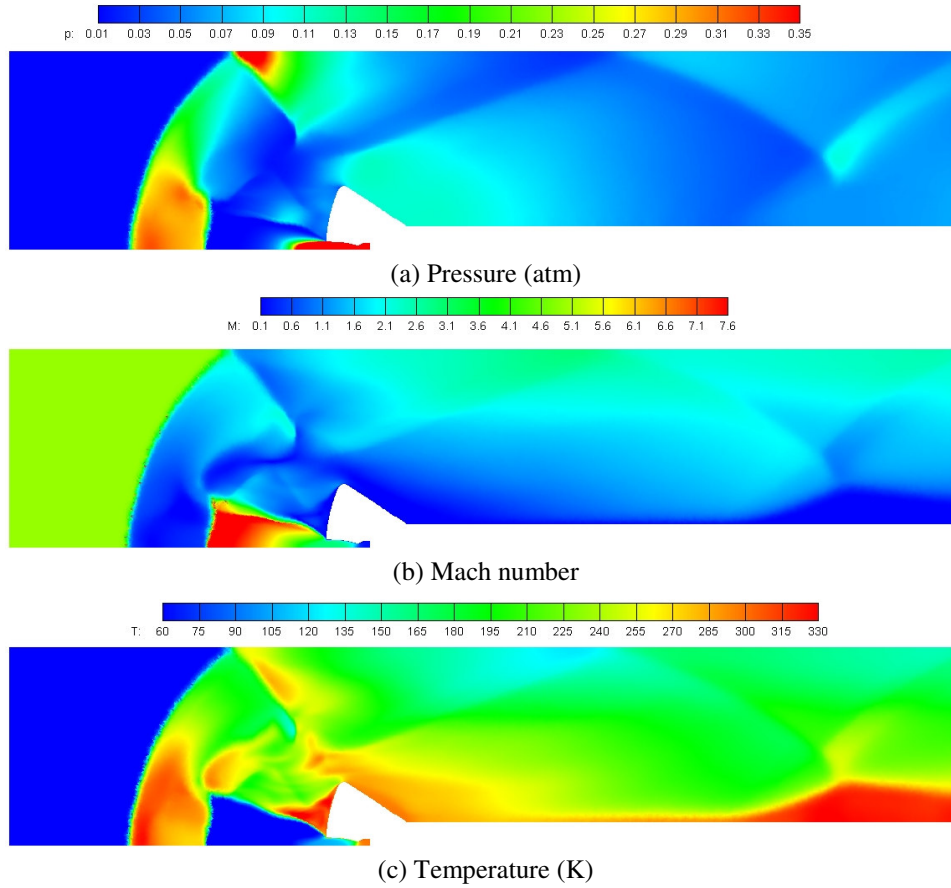 p: 0.01 0.03 0.05 0.07 0.09 0.11 0.13 0.15 0.17 0.19 0.21 0.23 0.25 0.27 0.29 0.31 0.33 0.35
(a) Pressure (atm)
M: 0.1 0.6 1.1 1.6 2.1 2.6 3.1 3.6 4.1 4.6 5.1 5.6 6.1 6.6 7.1 7.6
(b) Mach number
T: 60 75 90 105 120 135 150 165 180 195 210 225 240 255 270 285 300 315 330
(c) Temperature (K)